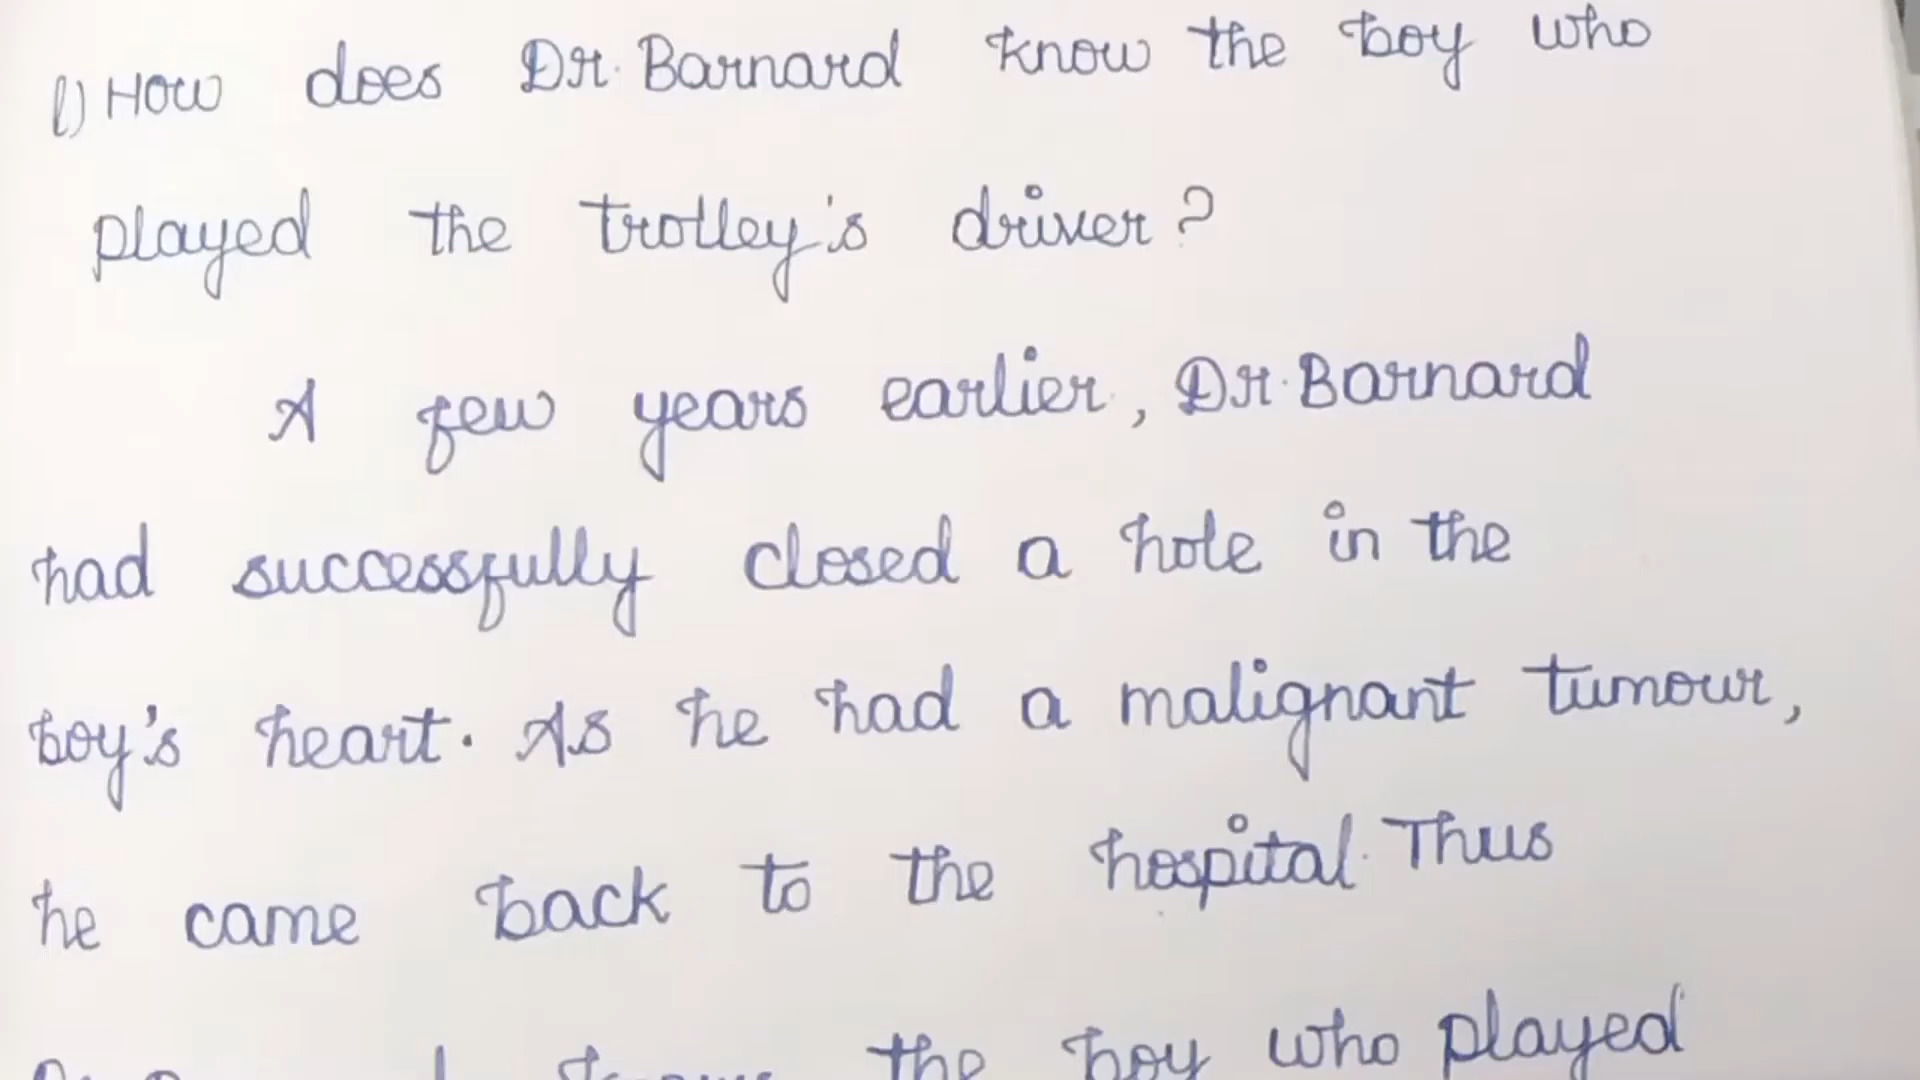 l) How does Dr. Barnard know the boy who
played the trolley's driver?
A few years earlier, Dr. Barnard
had successfully closed a hole in the
boy's heart. As he had a malignant tumour,
he came back to the hospital. Thus
the boy who played